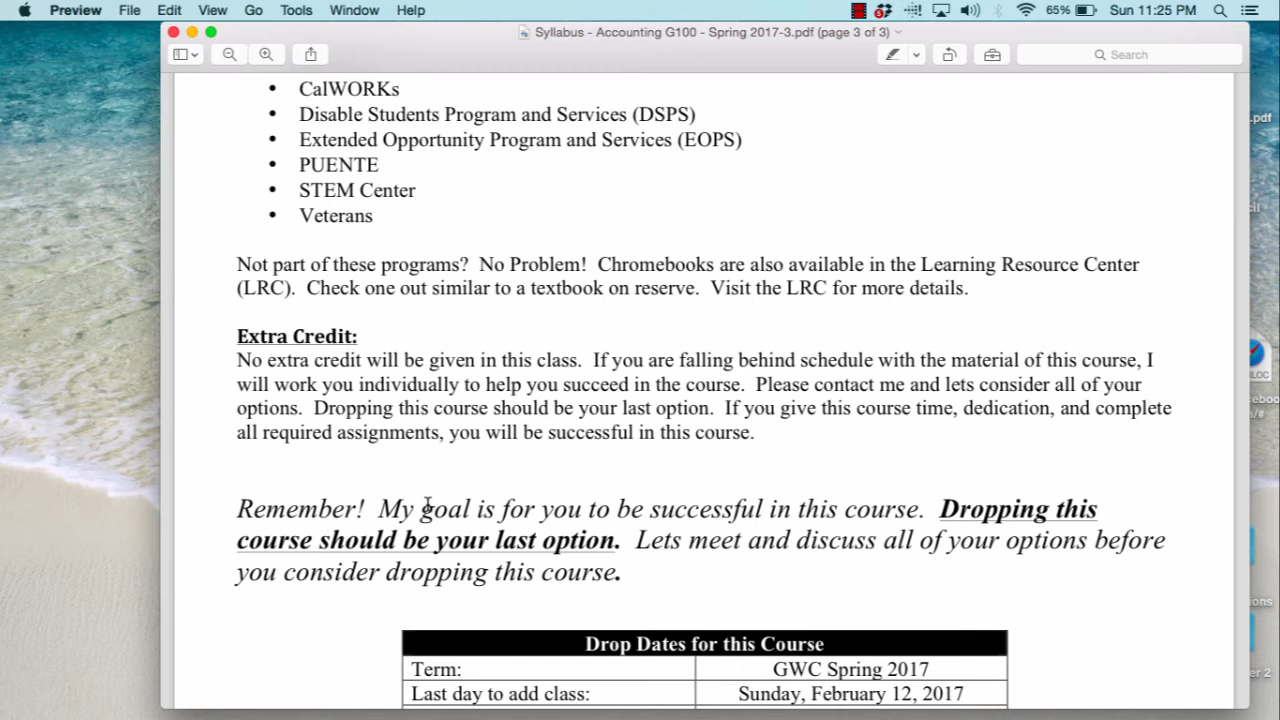 Preview File Edit View Go Tools Window Help 65% Sun 11:25 PM
Syllabus - Accounting G100 - Spring 2017-3.pdf (page 3 of 3)
Search
• CalWORKs
• Disable Students Program and Services (DSPS)
• Extended Opportunity Program and Services (EOPS)
• PUENTE
• STEM Center
• Veterans
Not part of these programs? No Problem! Chromebooks are also available in the Learning Resource Center
(LRC). Check one out similar to a textbook on reserve. Visit the LRC for more details.
Extra Credit:
No extra credit will be given in this class. If you are falling behind schedule with the material of this course, I
will work you individually to help you succeed in the course. Please contact me and lets consider all of your
options. Dropping this course should be your last option. If you give this course time, dedication, and complete
all required assignments, you will be successful in this course.
Remember! My goal is for you to be successful in this course. Dropping this
course should be your last option. Lets meet and discuss all of your options before
you consider dropping this course.
Drop Dates for this Course
Term: GWC Spring 2017
Last day to add class: Sunday, February 12, 2017
.pdf